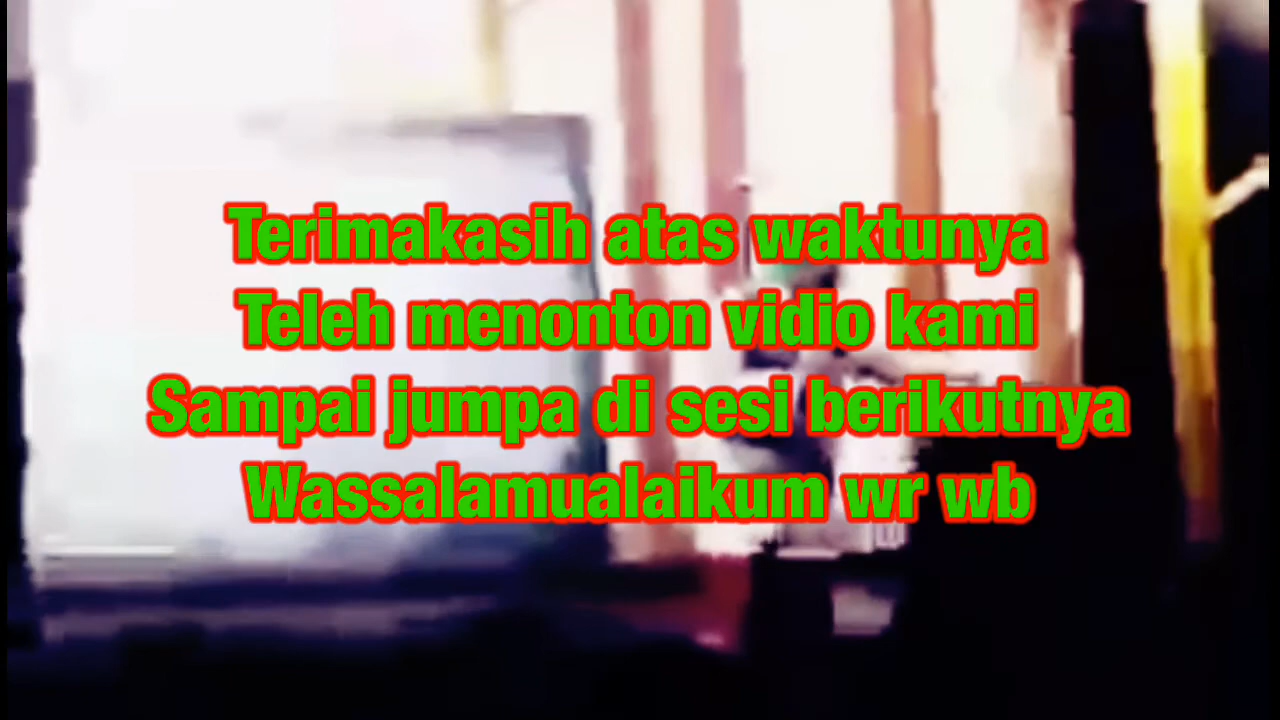 Terimakasih atas waktunya
Teleh menonton vidio kami
Sampai jumpa di sesi berikutnya
Wassalamualaikum wr wb